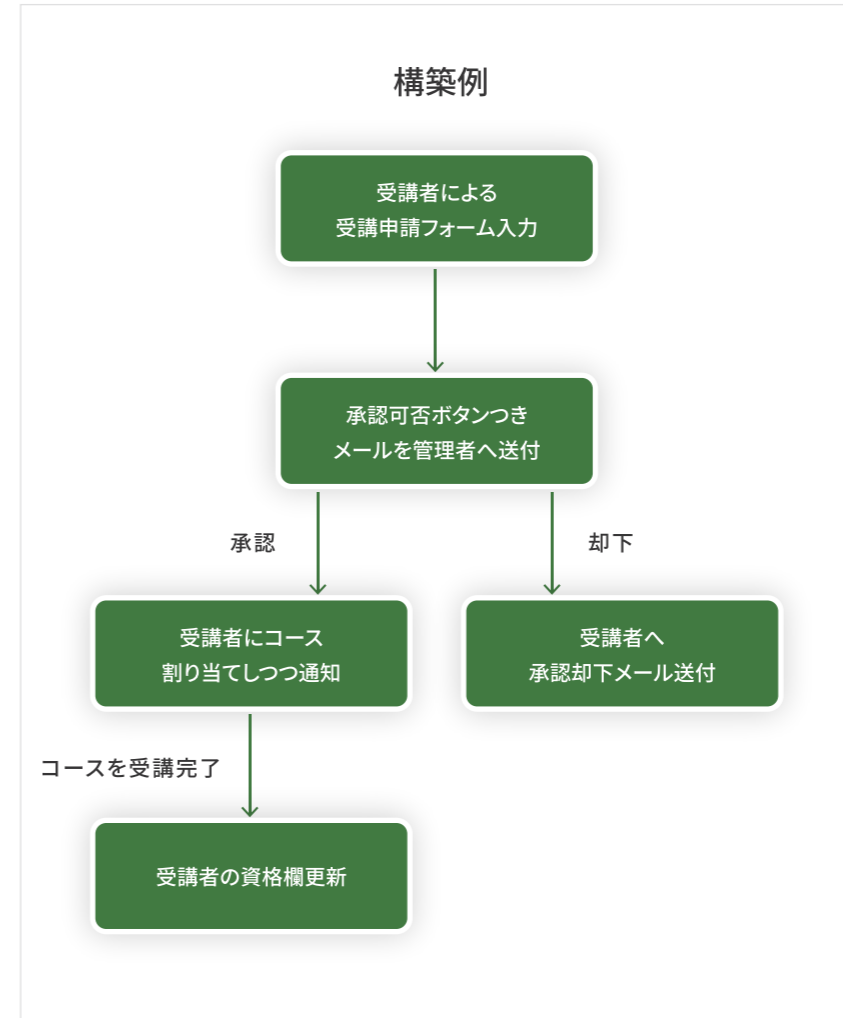 構築例
受講者による
受講申請フォーム入力
承認可否ボタンつき
メールを管理者へ送付
承認
却下
受講者にコース
割り当てしつつ通知
受講者へ
承認却下メール送付
コースを受講完了
受講者の資格欄更新